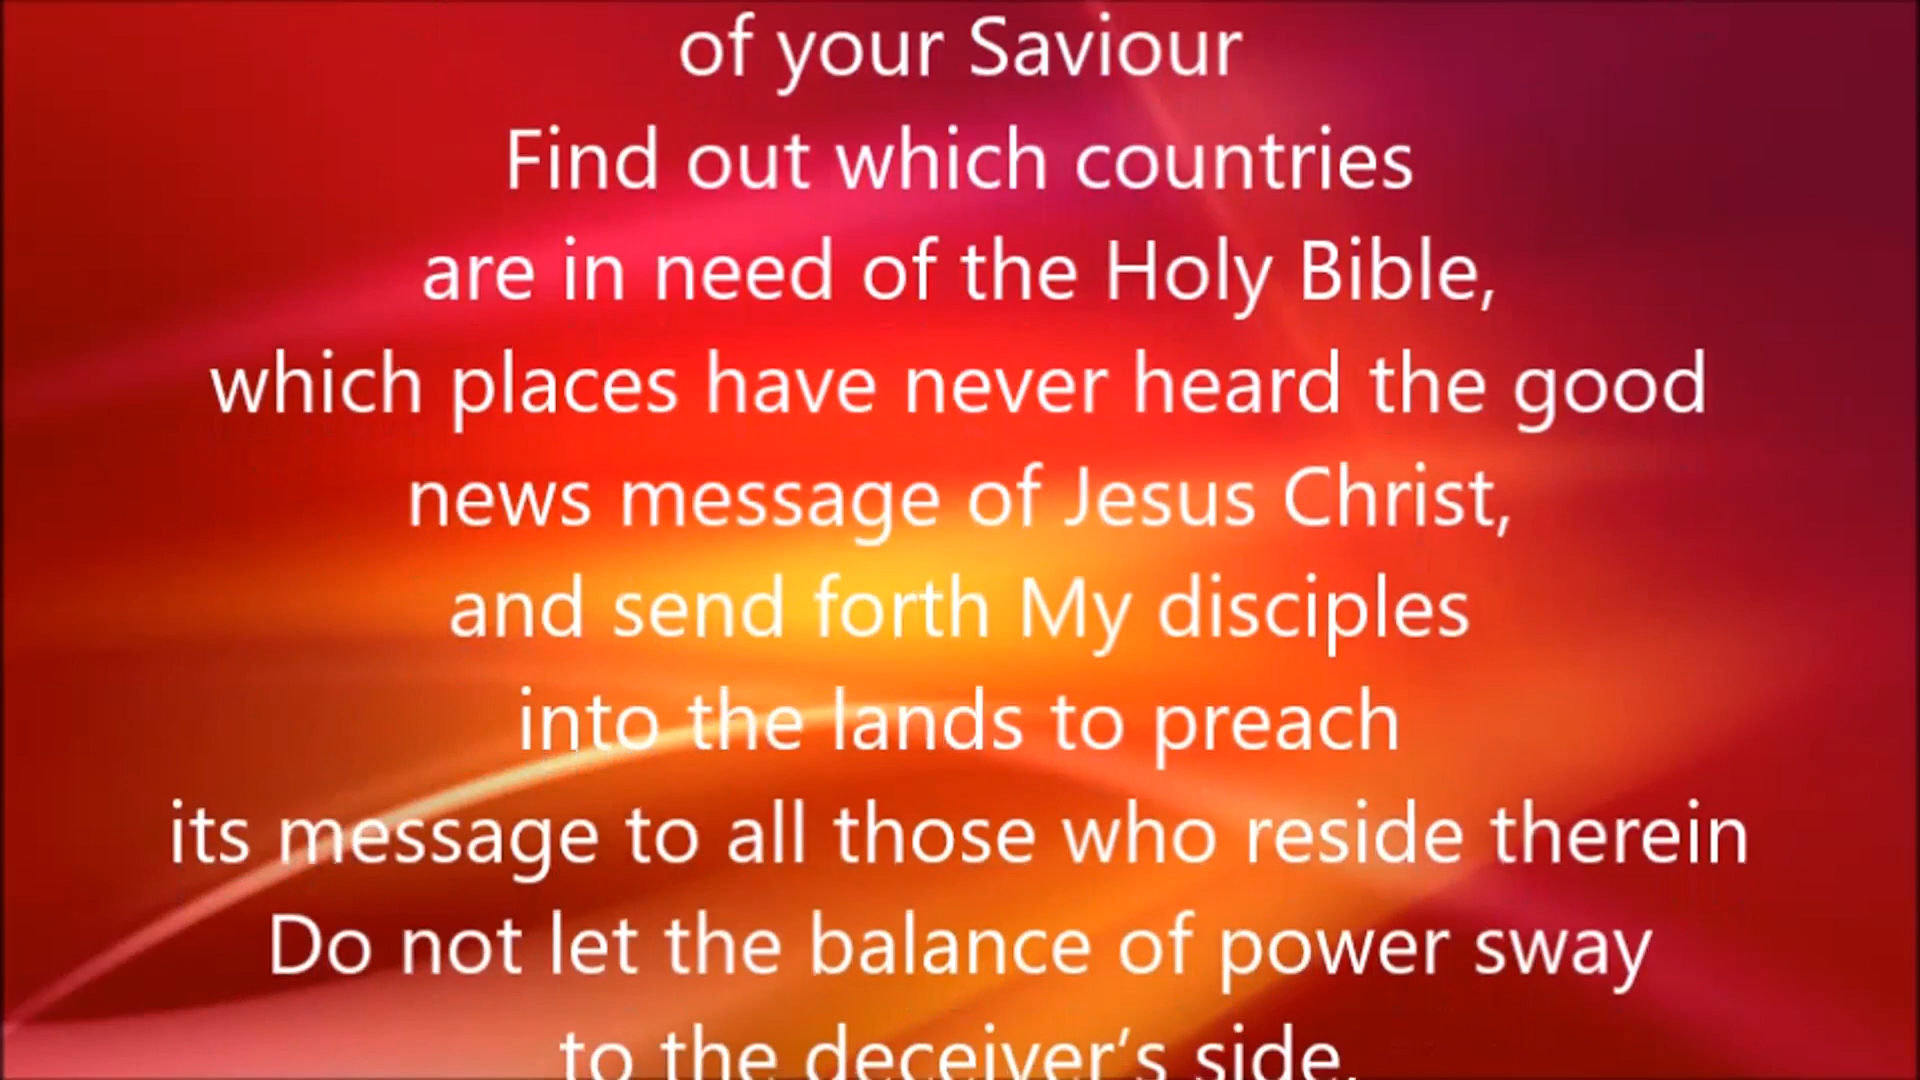 of your Saviour
Find out which countries
are in need of the Holy Bible,
which places have never heard the good
news message of Jesus Christ,
and send forth My disciples
into the lands to preach
its message to all those who reside therein
Do not let the balance of power sway
to the deceiver’s side.